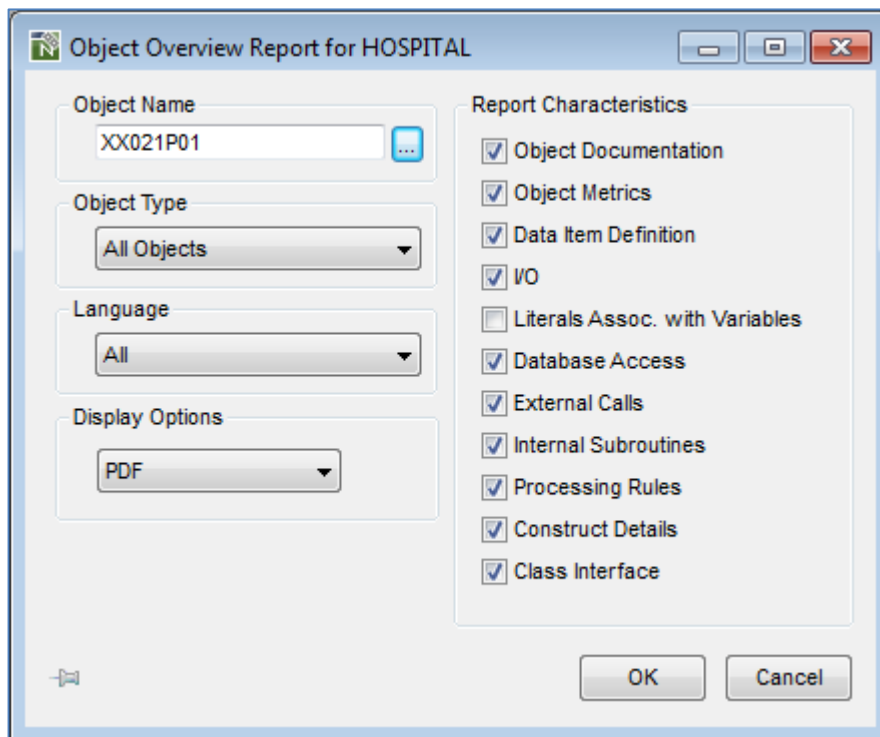 Object Overview Report for HOSPITAL
Object Name
XX021P01
...
Object Type
All Objects
Language
All
Display Options
PDF
Report Characteristics
Object Documentation
Object Metrics
Data Item Definition
I/O
Literals Assoc. with Variables
Database Access
External Calls
Internal Subroutines
Processing Rules
Construct Details
Class Interface
OK
Cancel